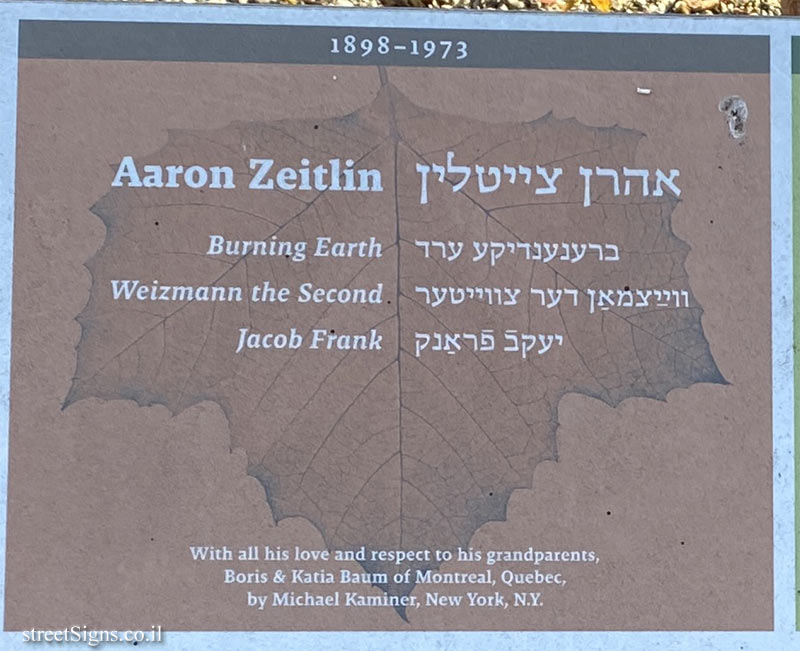 1898–1973
Aaron Zeitlin אהרן צייטלין
Burning Earth ברענענדיקע ערד
Weizmann the Second ווײַצמאַן דער צווייטער
Jacob Frank יעקבֿ פֿראַנק
With all his love and respect to his grandparents,
Boris & Katia Baum of Montreal, Quebec,
by Michael Kaminer, New York, N.Y.
streetSigns.co.il